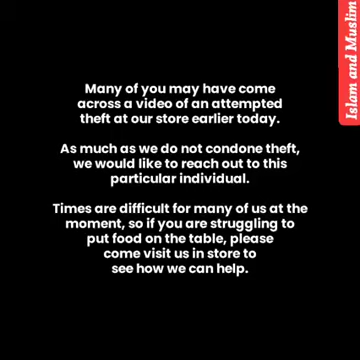 Many of you may have come
across a video of an attempted
theft at our store earlier today.
As much as we do not condone theft,
we would like to reach out to this
particular individual.
Times are difficult for many of us at the
moment, so if you are struggling to
put food on the table, please
come visit us in store to
see how we can help.
Islam and Muslim